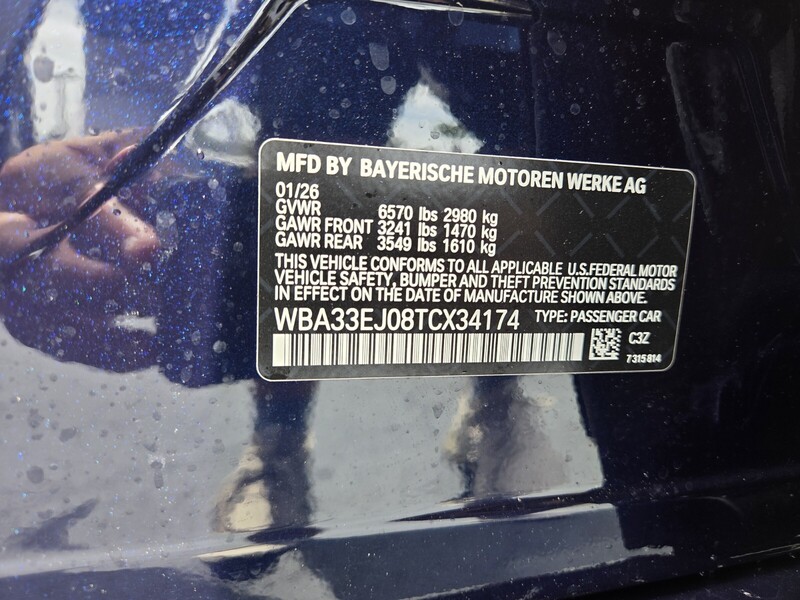 MFD BY BAYERISCHE MOTOREN WERKE AG
01/26
GVWR 6570 lbs 2980 kg
GAWR FRONT 3241 lbs 1470 kg
GAWR REAR 3549 lbs 1610 kg
THIS VEHICLE CONFORMS TO ALL APPLICABLE U.S.FEDERAL MOTOR
VEHICLE SAFETY, BUMPER AND THEFT PREVENTION STANDARDS
IN EFFECT ON THE DATE OF MANUFACTURE SHOWN ABOVE.
WBA33EJ08TCX34174 TYPE: PASSENGER CAR
C3Z
7315814